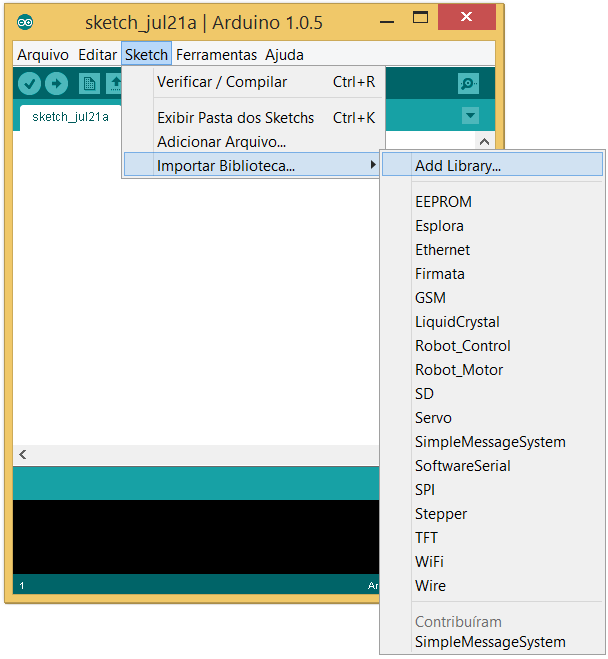 sketch_jul21a | Arduino 1.0.5
Arquivo Editar Sketch Ferramentas Ajuda
Verificar / Compilar Ctrl+R
sketch_jul21a
Exibir Pasta dos Sketchs Ctrl+K
Adicionar Arquivo...
Importar Biblioteca...
Add Library...
EEPROM
Esplora
Ethernet
Firmata
GSM
LiquidCrystal
Robot_Control
Robot_Motor
SD
Servo
SimpleMessageSystem
SoftwareSerial
SPI
Stepper
TFT
WiFi
Wire
Contribuíram
SimpleMessageSystem
1